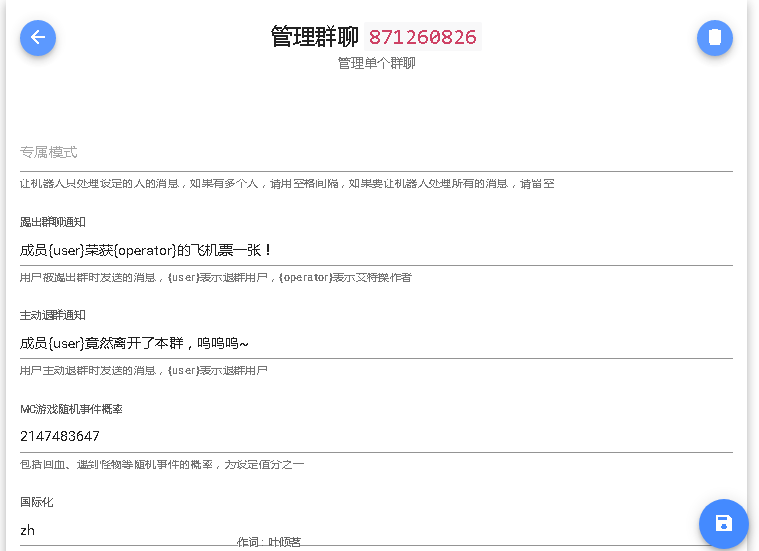 管理群聊 871260826
管理单个群聊
专属模式
让机器人只处理设定的人的消息，如果有多个人，请用空格间隔，如果要让机器人处理所有的消息，请留空
踢出群聊通知
成员{user}荣获{operator}的飞机票一张！
用户被踢出群时发送的消息，{user}表示退群用户，{operator}表示艾特操作者
主动退群通知
成员{user}竟然离开了本群，呜呜呜~
用户主动退群时发送的消息，{user}表示退群用户
MC游戏随机事件概率
2147483647
包括回血、遇到怪物等随机事件的概率，为设定值分之一
国际化
zh
作词 : 叶倾茗